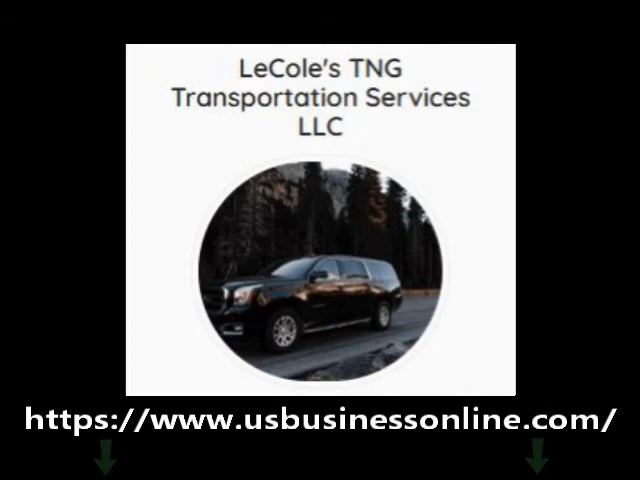 LeCole's TNG
Transportation Services
LLC
https://www.usbusinessonline.com/